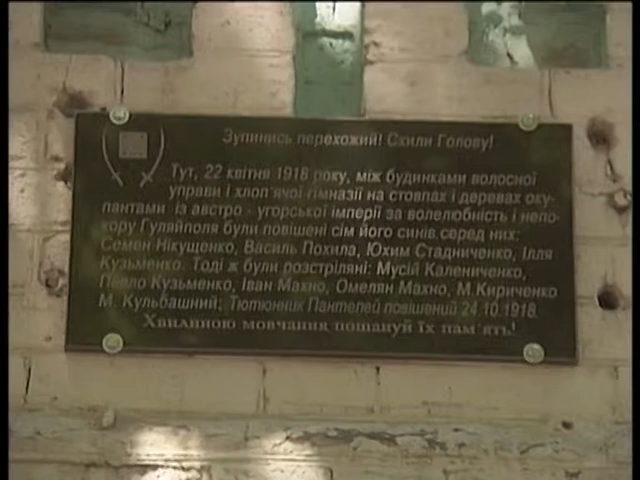 Зупинись перехожий! Схили Голову!
Тут, 22 квітня 1918 року, між будинками волосної
управи і хлоп'ячої гімназії на стовпах і деревах оку-
пантами із австро - угорської імперії за волелюбність і непо-
кору Гуляйполя були повішені сім його синів, серед них:
Семен Нікущенко, Василь Похила, Юхим Стадниченко, Ілля
Кузьменко. Тоді ж були розстріляні: Мусій Калениченко,
Павло Кузьменко, Іван Махно, Омелян Махно, М.Кириченко
М. Кульбашний; Тютюнник Пантелей повішений 24.10.1918.
Хвилиною мовчання пошануй їх пам'ять!